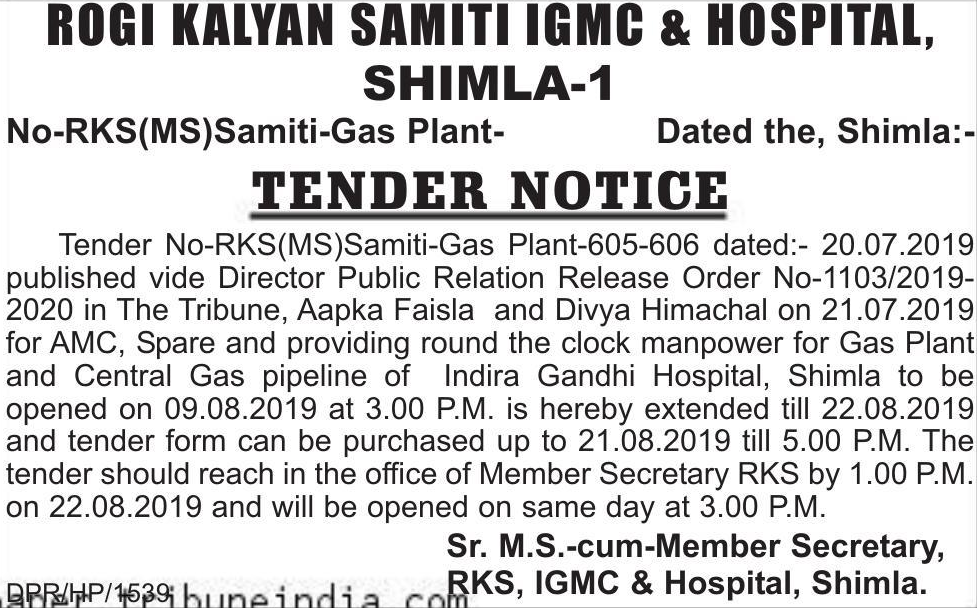 ROGI KALYAN SAMITI IGMC & HOSPITAL,
SHIMLA-1
No-RKS(MS)Samiti-Gas Plant- Dated the, Shimla:-
TENDER NOTICE
Tender No-RKS(MS)Samiti-Gas Plant-605-606 dated:- 20.07.2019
published vide Director Public Relation Release Order No-1103/2019-
2020 in The Tribune, Aapka Faisla and Divya Himachal on 21.07.2019
for AMC, Spare and providing round the clock manpower for Gas Plant
and Central Gas pipeline of Indira Gandhi Hospital, Shimla to be
opened on 09.08.2019 at 3.00 P.M. is hereby extended till 22.08.2019
and tender form can be purchased up to 21.08.2019 till 5.00 P.M. The
tender should reach in the office of Member Secretary RKS by 1.00 P.M.
on 22.08.2019 and will be opened on same day at 3.00 P.M.
Sr. M.S.-cum-Member Secretary,
RKS, IGMC & Hospital, Shimla.
DPR/HP/1539
tribuneindia com